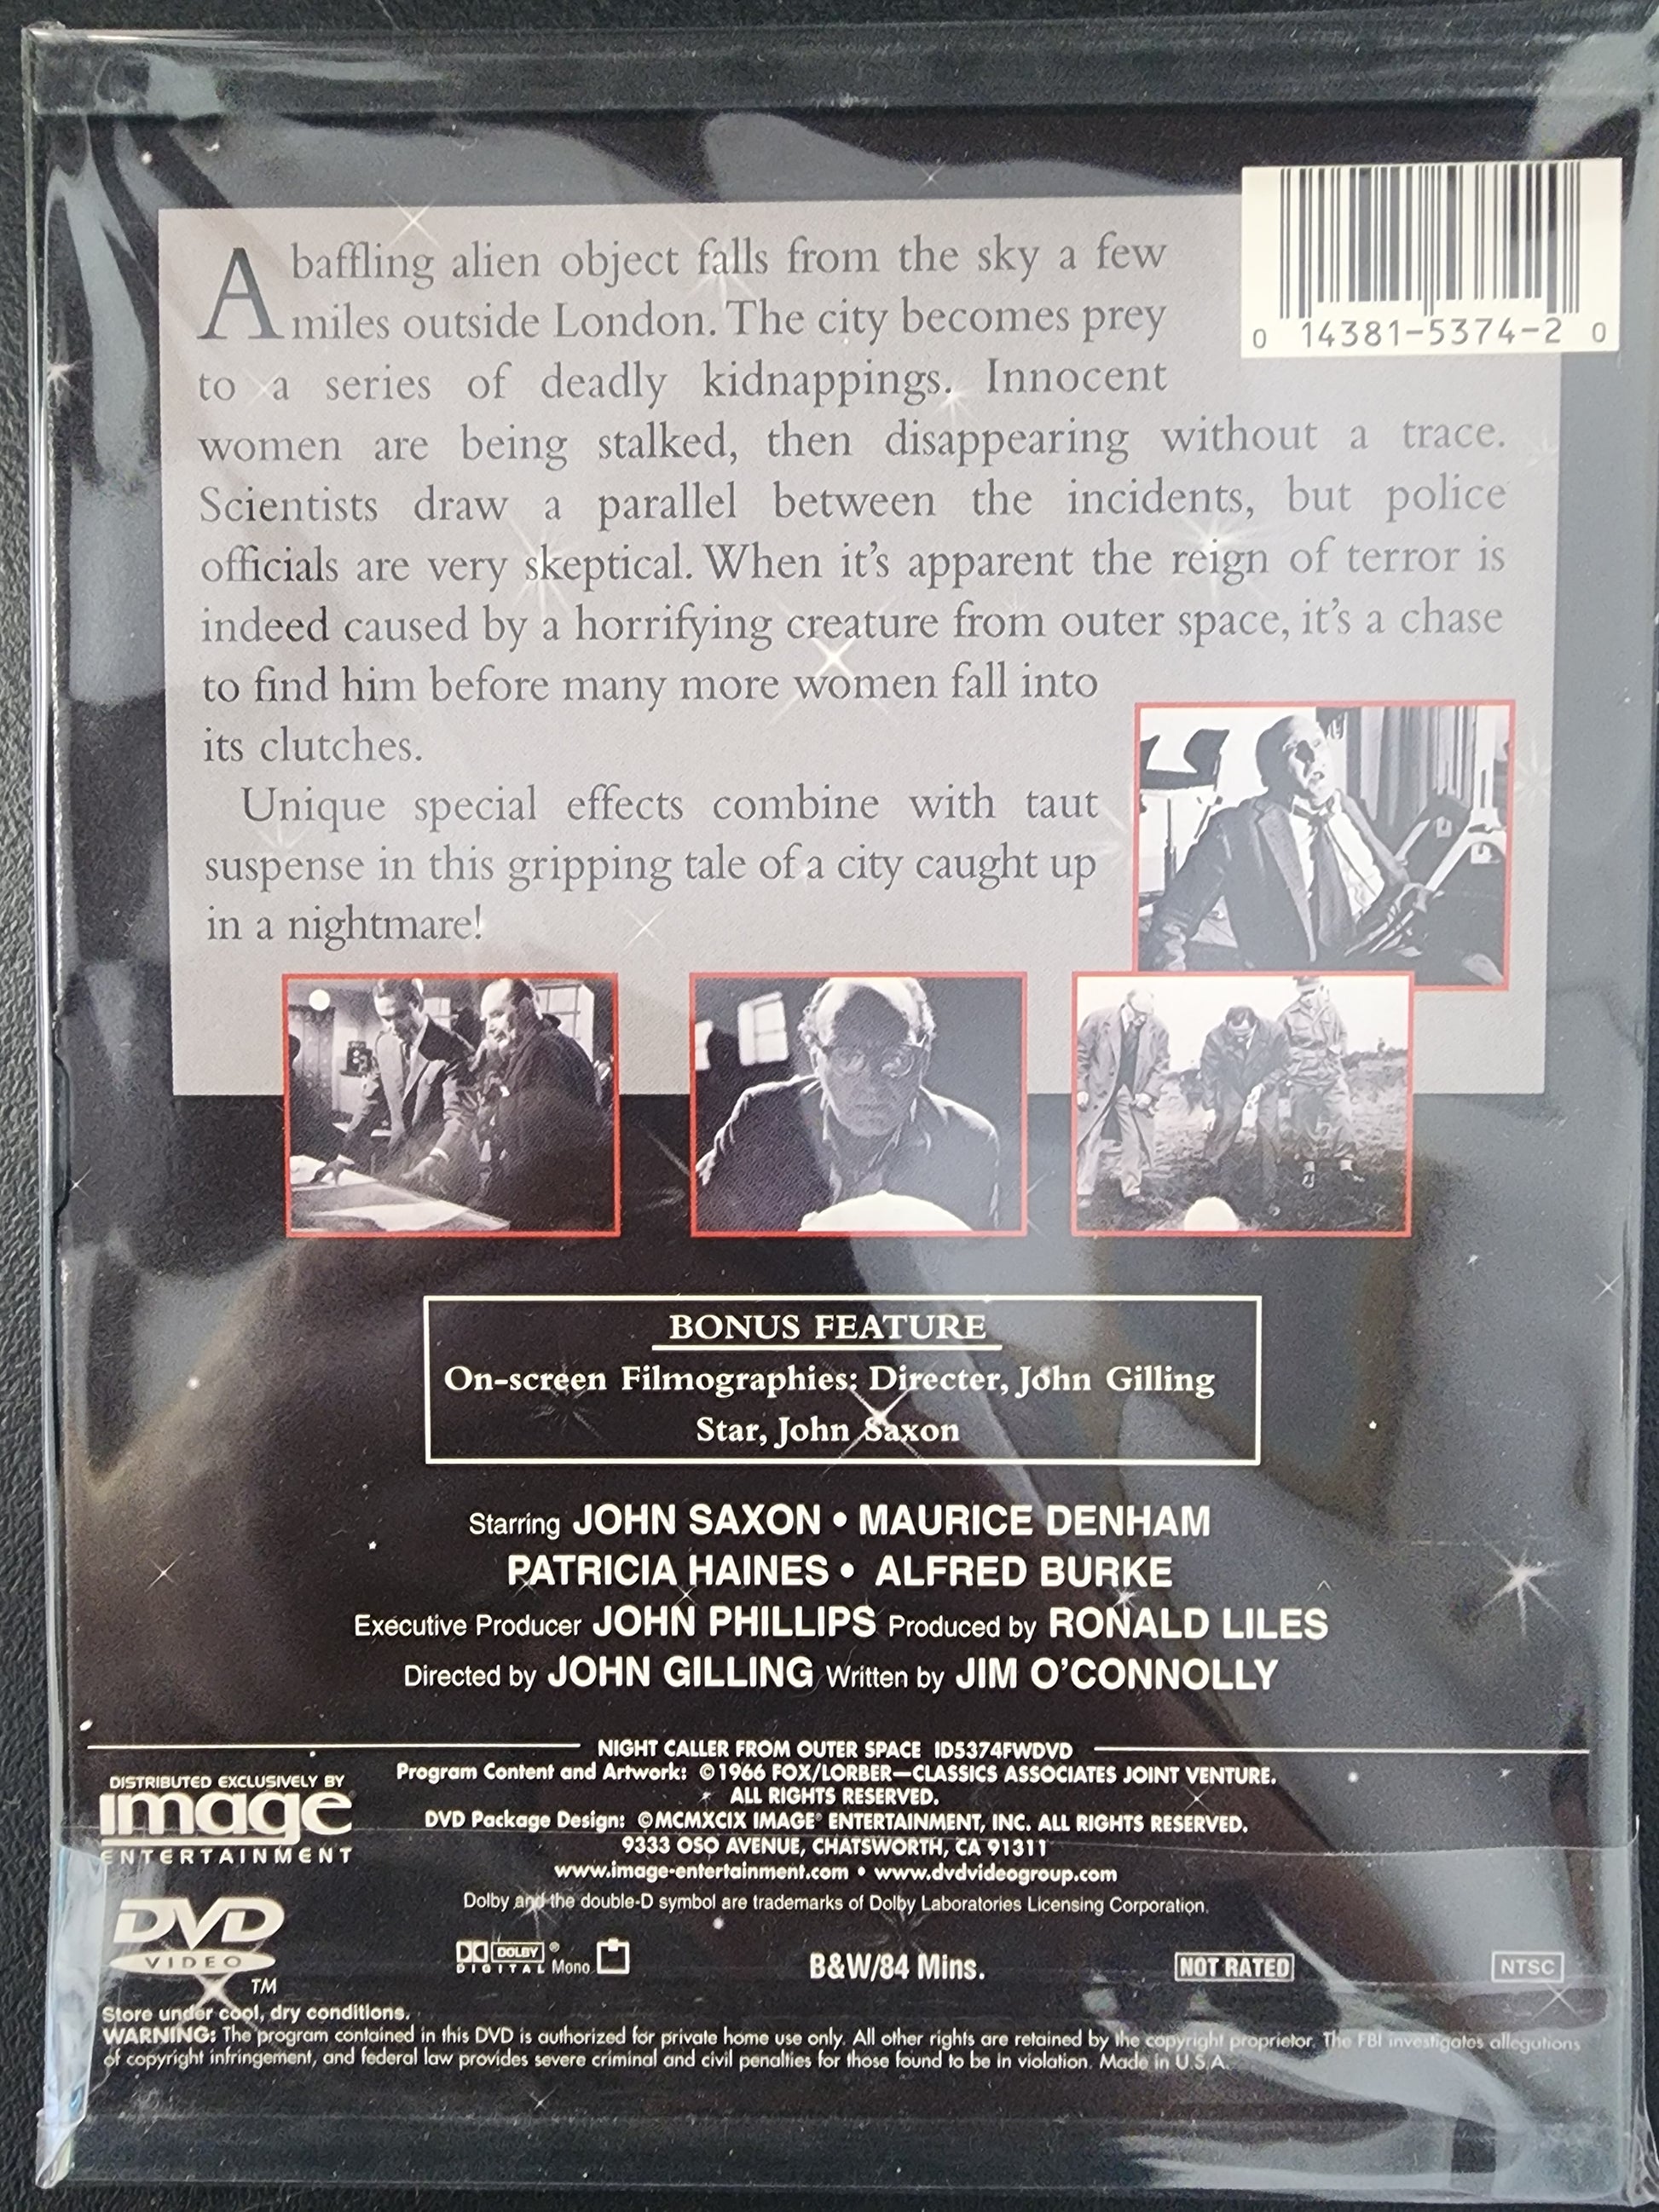 A baffling alien object falls from the sky a few
miles outside London. The city becomes prey
to a series of deadly kidnappings. Innocent
women are being stalked, then disappearing without a trace.
Scientists draw a parallel between the incidents, but police
officials are very skeptical. When it's apparent the reign of terror is
indeed caused by a horrifying creature from outer space, it's a chase
to find him before many more women fall into
its clutches.
Unique special effects combine with taut
suspense in this gripping tale of a city caught up
in a nightmare!
0 14381-5374-2 0
BONUS FEATURE
On-screen Filmographies: Directer, John Gilling
Star, John Saxon
Starring JOHN SAXON • MAURICE DENHAM
PATRICIA HAINES • ALFRED BURKE
Executive Producer JOHN PHILLIPS Produced by RONALD LILES
Directed by JOHN GILLING Written by JIM O'CONNOLLY
NIGHT CALLER FROM OUTER SPACE ID5374FWDVD
Program Content and Artwork: ©1966 FOX/LORBER—CLASSICS ASSOCIATES JOINT VENTURE.
ALL RIGHTS RESERVED.
DVD Package Design: ©MCMXCIX IMAGE® ENTERTAINMENT, INC. ALL RIGHTS RESERVED.
9333 OSO AVENUE, CHATSWORTH, CA 91311
www.image-entertainment.com • www.dvdvideogroup.com
Dolby and the double-D symbol are trademarks of Dolby Laboratories Licensing Corporation.
DISTRIBUTED EXCLUSIVELY BY
image
ENTERTAINMENT
DVD
VIDEO
TM
DOLBY®
DIGITAL Mono
B&W/84 Mins.
NOT RATED
NTSC
Store under cool, dry conditions.
WARNING: The program contained in this DVD is authorized for private home use only. All other rights are retained by the copyright proprietor. The FBI investigates allegations
of copyright infringement, and federal law provides severe criminal and civil penalties for those found to be in violation. Made in U.S.A.